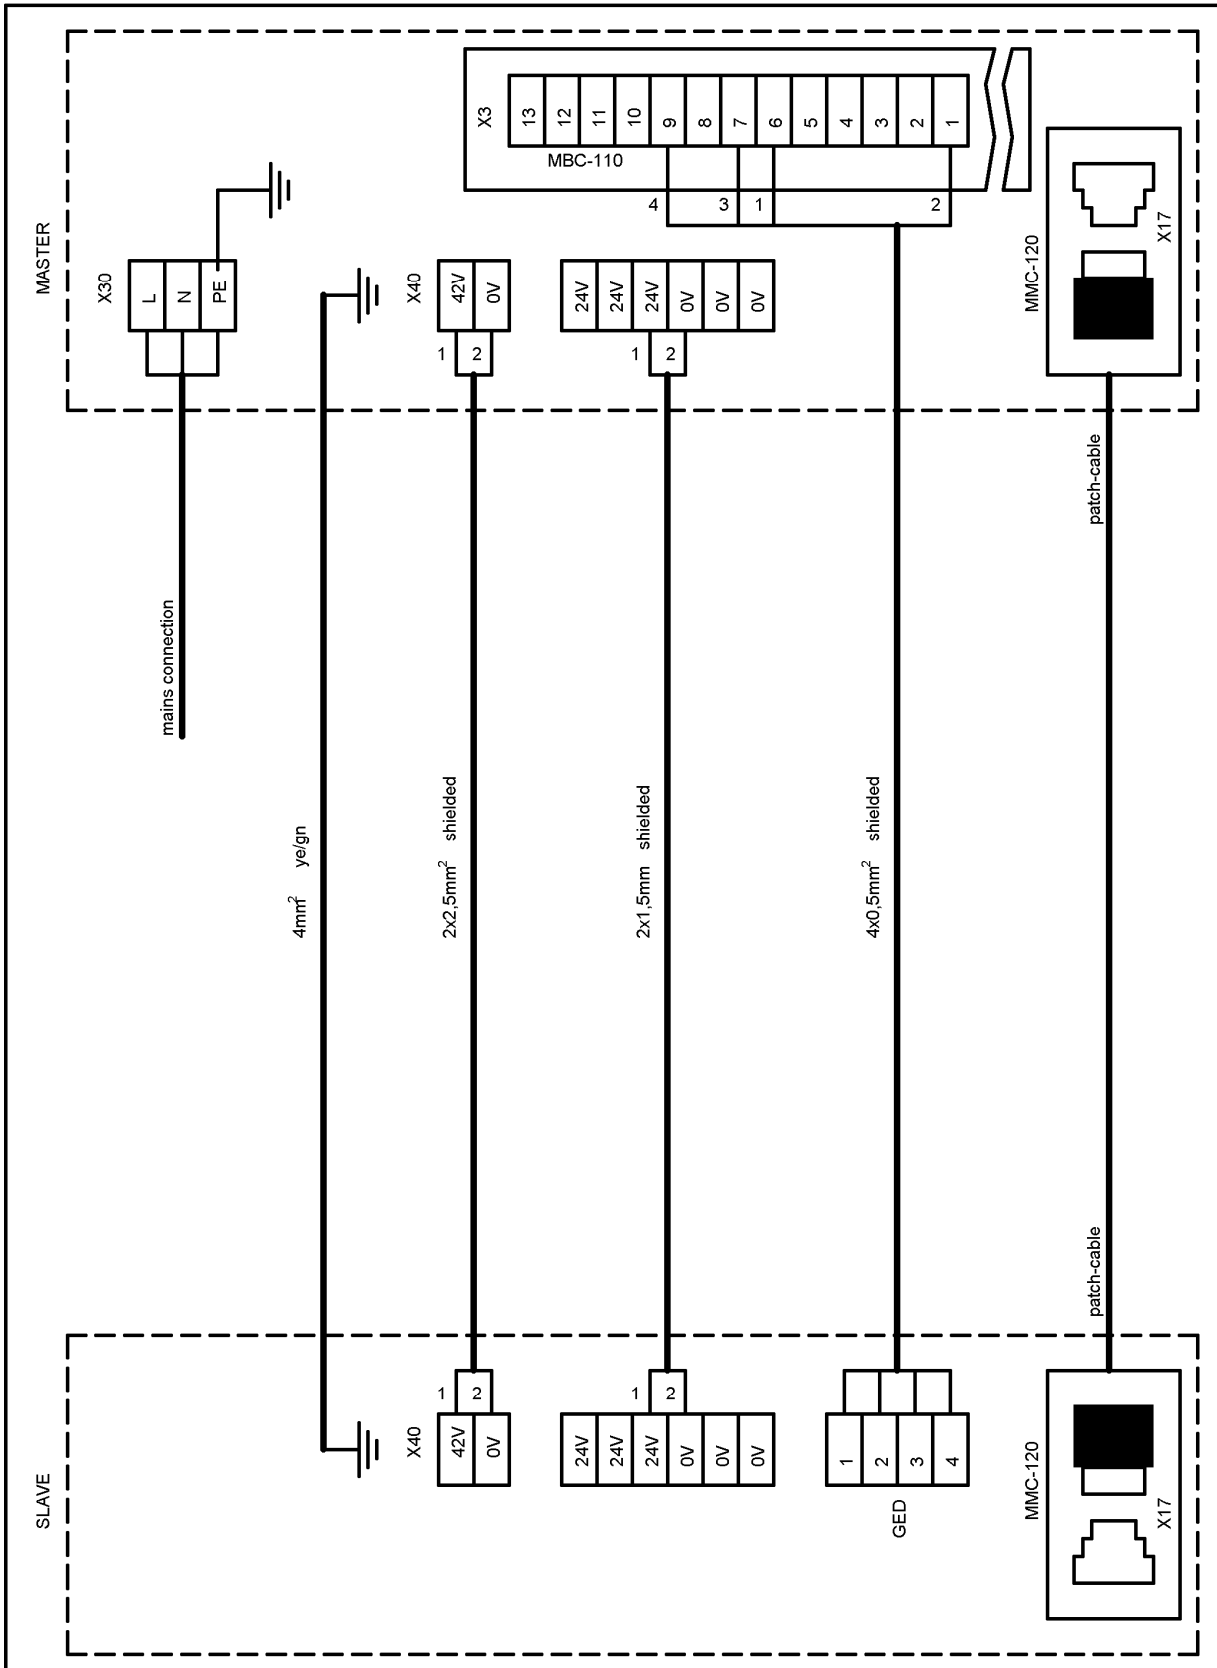 MASTER
X30
L
N
PE
mains connection
4mm² ye/gn
X40
42V
0V
1
2
2x2,5mm² shielded
24V
24V
24V
0V
0V
0V
1
2
2x1,5mm shielded
X3
13
12
11
10
9
8
7
6
5
4
3
2
1
MBC-110
4
3
1
2
4x0,5mm² shielded
MMC-120
X17
patch-cable
patch-cable
SLAVE
X40
1
2
42V
0V
1
2
24V
24V
24V
0V
0V
0V
1
2
3
4
GED
MMC-120
X17